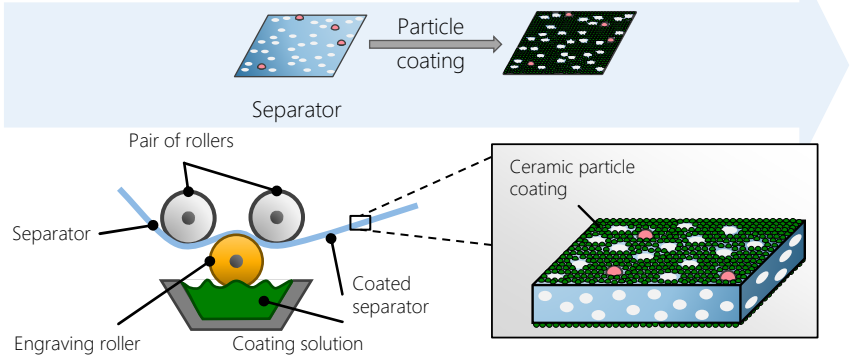 Particle
coating
Separator
Pair of rollers
Separator
Engraving roller
Coating solution
Coated
separator
Ceramic particle
coating